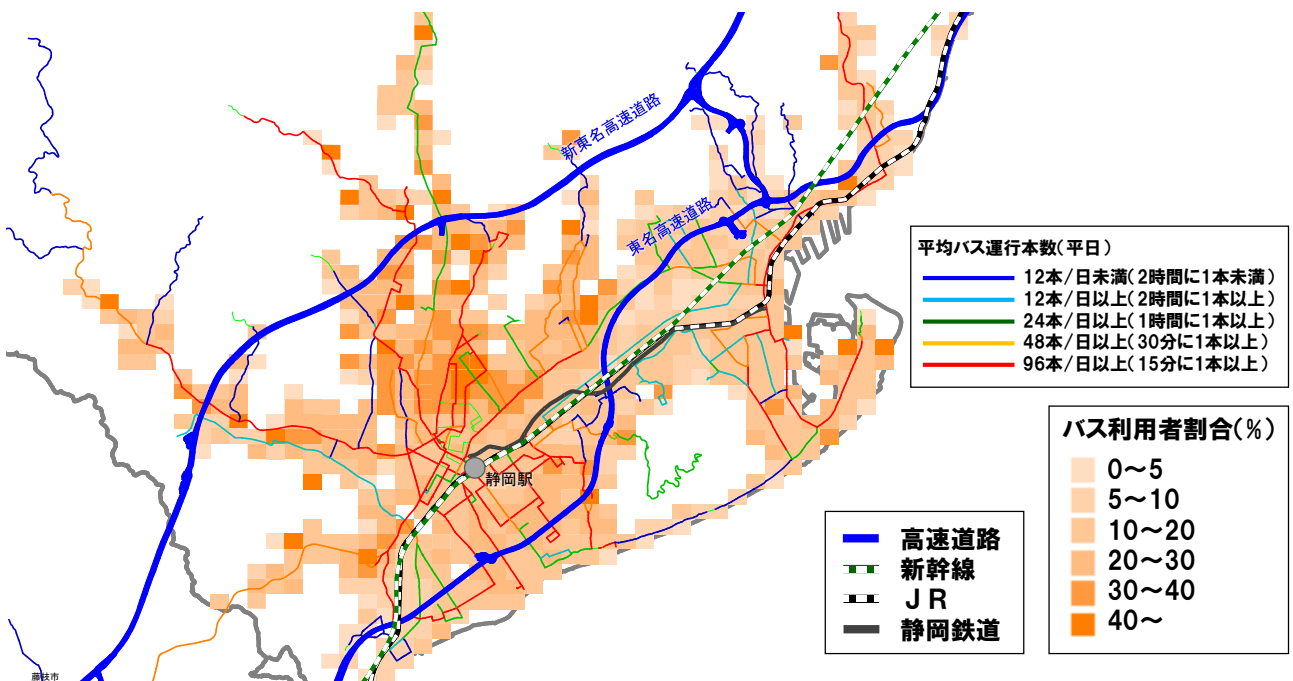 新東名高速道路
東名高速道路
静岡駅
藤枝市
平均バス運行本数(平日)
12本/日未満(2時間に1本未満)
12本/日以上(2時間に1本以上)
24本/日以上(1時間に1本以上)
48本/日以上(30分に1本以上)
96本/日以上(15分に1本以上)
バス利用者割合(%)
0～5
5～10
10～20
20～30
30～40
40～
高速道路
新幹線
ＪＲ
静岡鉄道